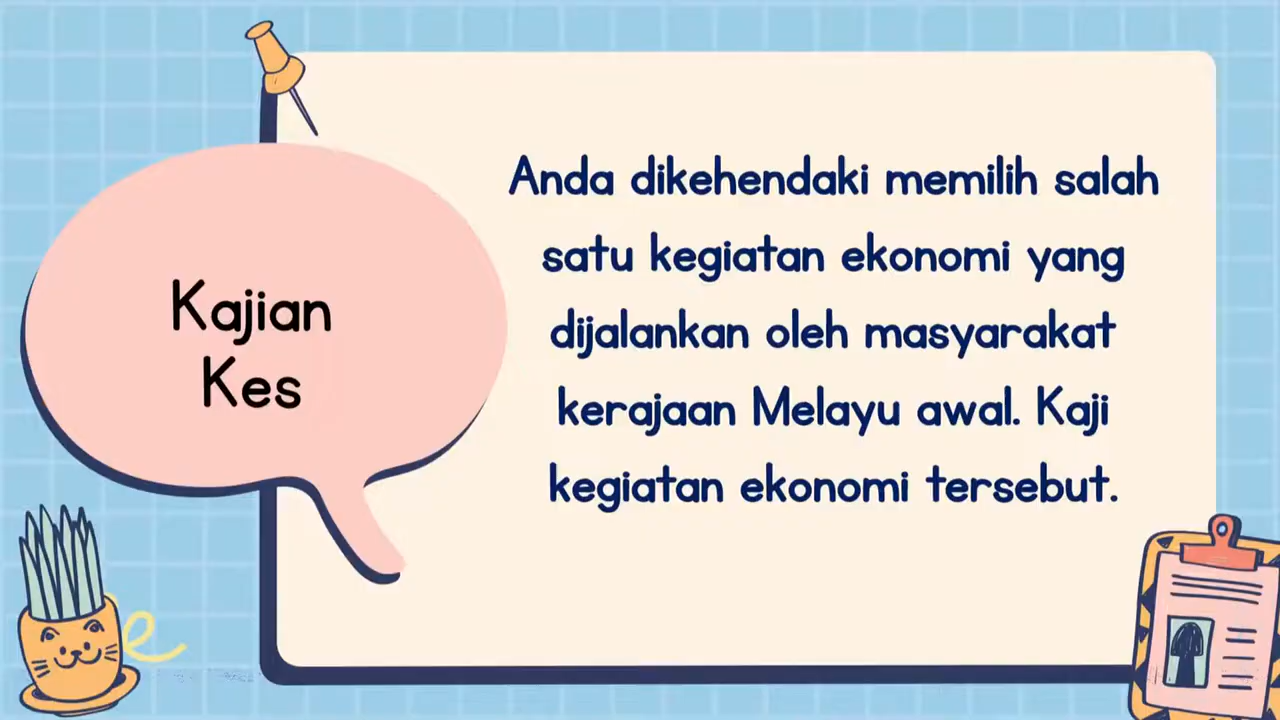 Kajian
Kes
Anda dikehendaki memilih salah
satu kegiatan ekonomi yang
dijalankan oleh masyarakat
kerajaan Melayu awal. Kaji
kegiatan ekonomi tersebut.